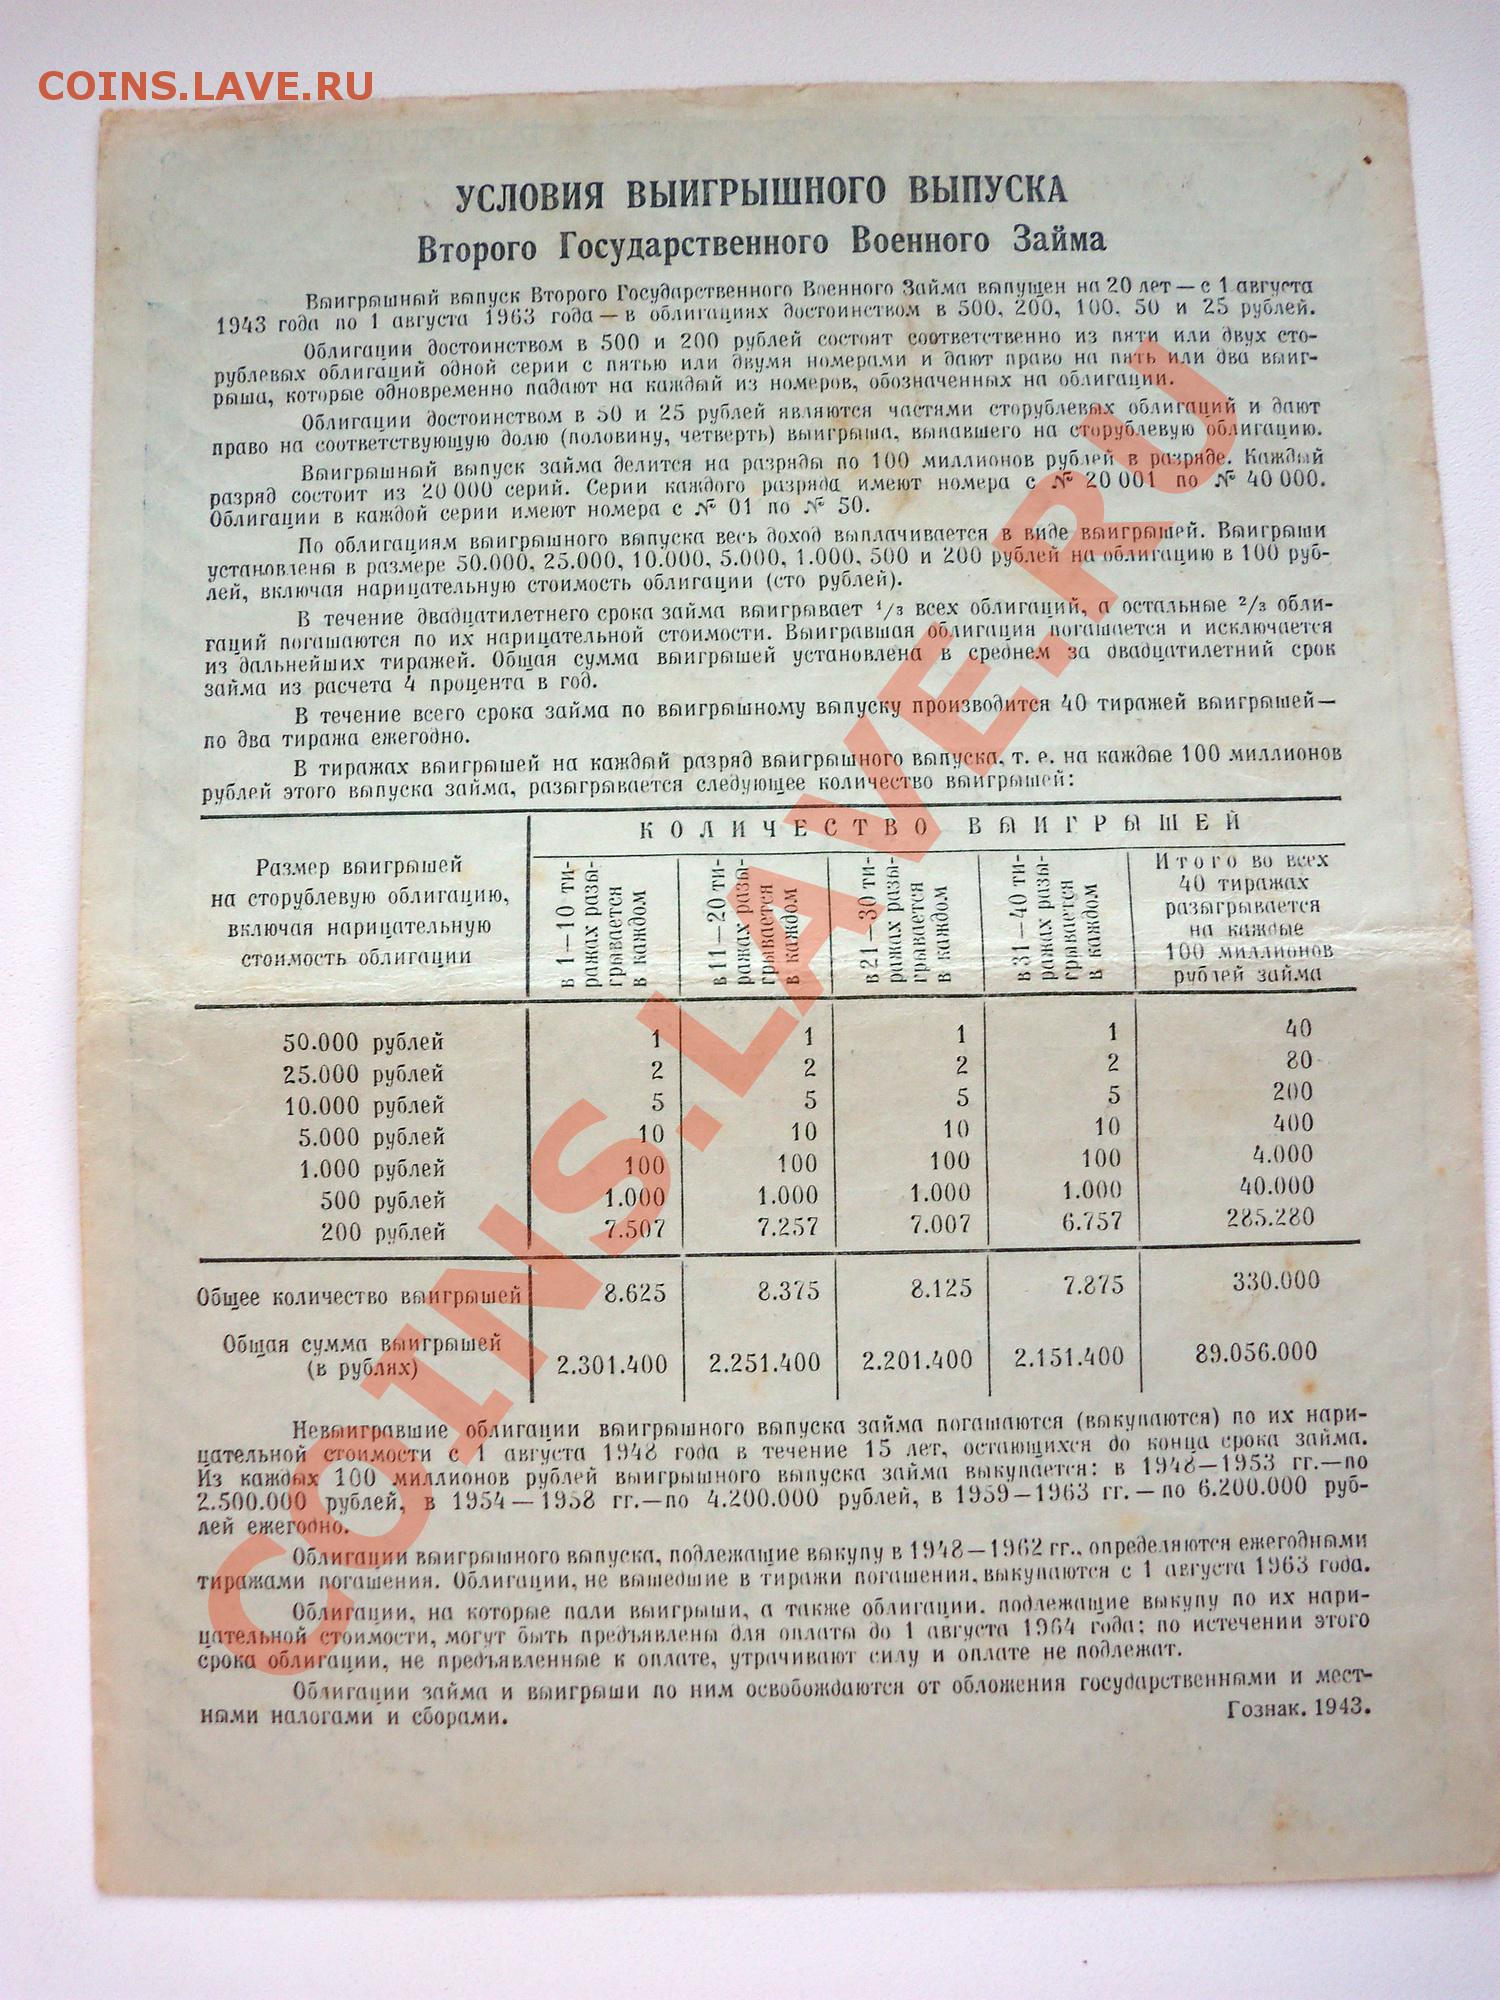 COINS.LAVE.RU
УСЛОВИЯ ВЫИГРЫШНОГО ВЫПУСКА
Второго Государственного Военного Займа
Выигрышный выпуск Второго Государственного Военного Займа выпущен на 20 лет — с 1 августа
1943 года по 1 августа 1963 года — в облигациях достоинством в 500, 200, 100, 50 и 25 рублей.
Облигации достоинством в 500 и 200 рублей состоят соответственно из пяти или двух сто-
рублевых облигаций одной серии с пятью или двумя номерами и дают право на пять или два выиг-
рыша, которые одновременно падают на каждый из номеров, обозначенных на облигации.
Облигации достоинством в 50 и 25 рублей являются частями сторублевых облигаций и дают
право на соответствующую долю (половину, четверть) выигрыша, выпавшего на сторублевую облигацию.
Выигрышный выпуск займа делится на разряды по 100 миллионов рублей в разряде. Каждый
разряд состоит из 20 000 серий. Серии каждого разряда имеют номера с № 20 001 по № 40 000.
Облигации в каждой серии имеют номера с № 01 по № 50.
По облигациям выигрышного выпуска весь доход выплачивается в виде выигрышей. Выигрыши
установлены в размере 50.000, 25.000, 10.000, 5.000, 1.000, 500 и 200 рублей на облигацию в 100 руб-
лей, включая нарицательную стоимость облигации (сто рублей).
В течение двадцатилетнего срока займа выигрывает 1/3 всех облигаций, а остальные 2/3 обли-
гаций погашаются по их нарицательной стоимости. Выигравшая облигация погашается и исключается
из дальнейших тиражей. Общая сумма выигрышей установлена в среднем за двадцатилетний срок
займа из расчета 4 процента в год.
В течение всего срока займа по выигрышному выпуску производится 40 тиражей выигрышей—
по два тиража ежегодно.
В тиражах выигрышей на каждый разряд выигрышного выпуска, т. е. на каждые 100 миллионов
рублей этого выпуска займа, разыгрывается следующее количество выигрышей:
Размер выигрышей
на сторублевую облигацию,
включая нарицательную
стоимость облигации
КОЛИЧЕСТВО ВЫИГРЫШЕЙ
в 1—10 ти-
ражах разы-
грывается
в каждом
в 11—20 ти-
ражах разы-
грывается
в каждом
в 21—30 ти-
ражах разы-
грывается
в каждом
в 31—40 ти-
ражах разы-
грывается
в каждом
Итого во всех
40 тиражах
разыгрывается
на каждые
100 миллионов
рублей займа
50.000 рублей 1 1 1 1 40
25.000 рублей 2 2 2 2 80
10.000 рублей 5 5 5 5 200
5.000 рублей 10 10 10 10 400
1.000 рублей 100 100 100 100 4.000
500 рублей 1.000 1.000 1.000 1.000 40.000
200 рублей 7.507 7.257 7.007 6.757 285.280
Общее количество выигрышей 8.625 8.375 8.125 7.875 330.000
Общая сумма выигрышей
(в рублях) 2.301.400 2.251.400 2.201.400 2.151.400 89.056.000
Невыигравшие облигации выигрышного выпуска займа погашаются (выкупаются) по их нари-
цательной стоимости с 1 августа 1948 года в течение 15 лет, остающихся до конца срока займа.
Из каждых 100 миллионов рублей выигрышного выпуска займа выкупается: в 1948—1953 гг.—по
2.500.000 рублей, в 1954—1958 гг.—по 4.200.000 рублей, в 1959—1963 гг.—по 6.200.000 руб-
лей ежегодно.
Облигации выигрышного выпуска, подлежащие выкупу в 1948—1962 гг., определяются ежегодными
тиражами погашения. Облигации, не вышедшие в тиражи погашения, выкупаются с 1 августа 1963 года.
Облигации, на которые пали выигрыши, а также облигации, подлежащие выкупу по их нари-
цательной стоимости, могут быть предъявлены для оплаты до 1 августа 1964 года; по истечении этого
срока облигации, не предъявленные к оплате, утрачивают силу и оплате не подлежат.
Облигации займа и выигрыши по ним освобождаются от обложения государственными и мест-
ными налогами и сборами.
Гознак. 1943.
COINS.LAVE.RU